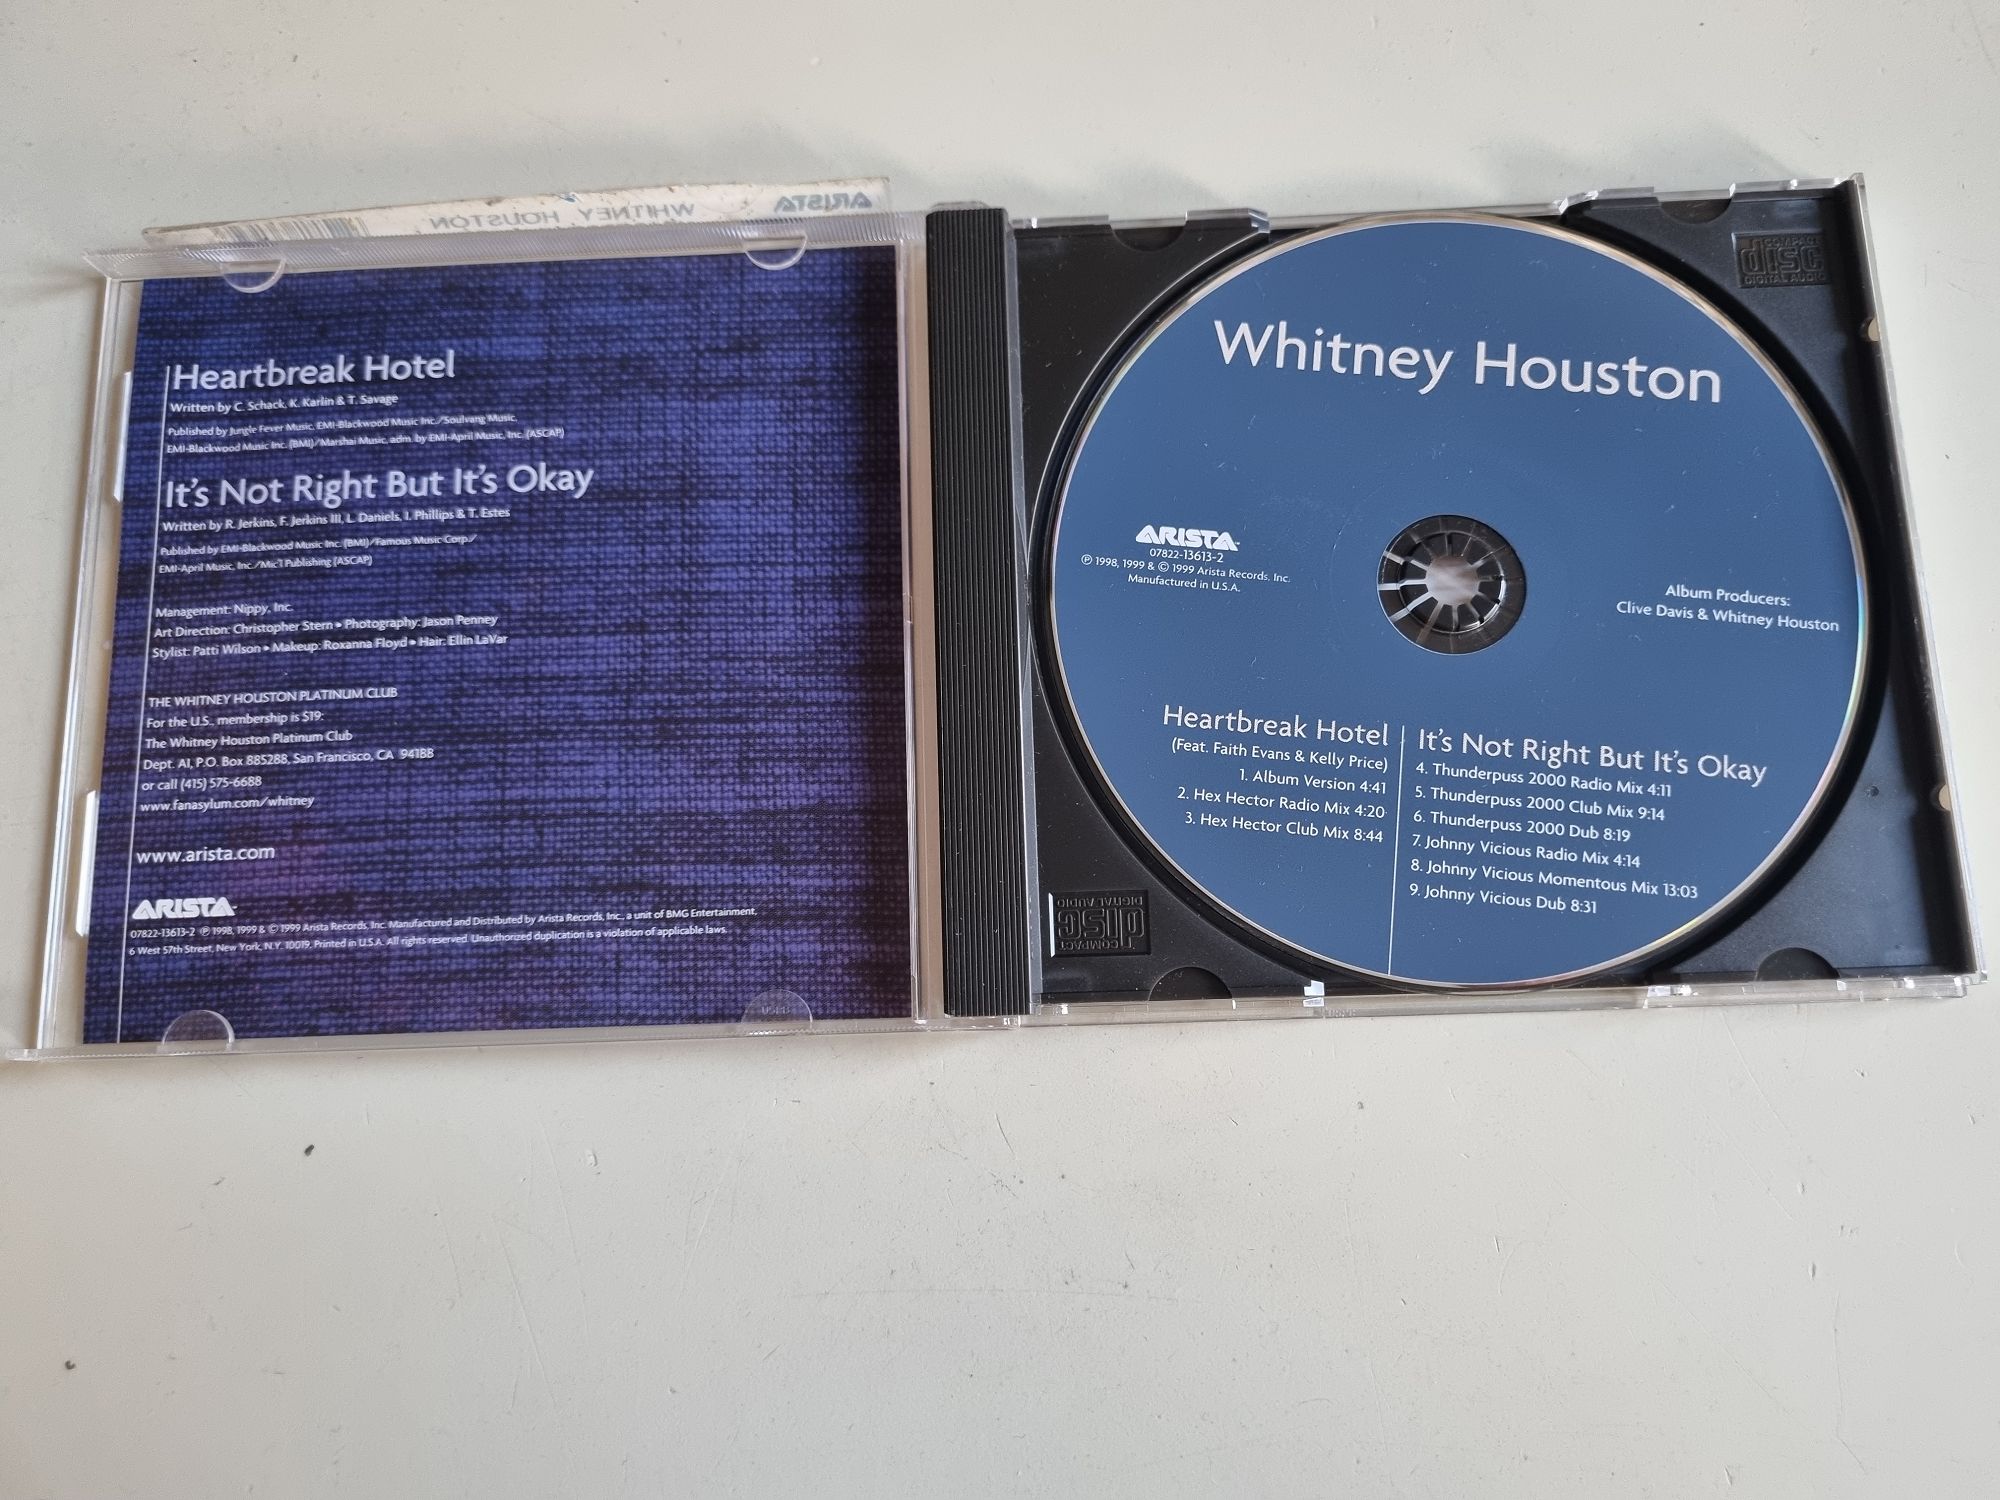 ARISTA
WHITNEY HOUSTON
Heartbreak Hotel
Written by C. Schack, K. Karlin & T. Savage
Published by Jungle Fever Music, EMI-Blackwood Music Inc./Soulvang Music,
EMI-Blackwood Music Inc. (BMI)/Marshai Music, adm. by EMI-April Music, Inc. (ASCAP)
It's Not Right But It's Okay
Written by R. Jerkins, F. Jerkins III, L. Daniels, I. Phillips & T. Estes
Published by EMI-Blackwood Music Inc. (BMI)/Famous Music Corp./
EMI-April Music, Inc./Mic'l Publishing (ASCAP)
Management: Nippy, Inc.
Art Direction: Christopher Stern • Photography: Jason Penney
Stylist: Patti Wilson • Makeup: Roxanna Floyd • Hair: Ellin LaVar
THE WHITNEY HOUSTON PLATINUM CLUB
For the U.S., membership is $19:
The Whitney Houston Platinum Club
Dept. AI, P.O. Box 885288, San Francisco, CA 94188
or call (415) 575-6688
www.fanasylum.com/whitney
www.arista.com
ARISTA™
07822-13613-2 ℗ 1998, 1999 & © 1999 Arista Records, Inc. Manufactured and Distributed by Arista Records, Inc., a unit of BMG Entertainment,
6 West 57th Street, New York, N.Y. 10019. Printed in U.S.A. All rights reserved. Unauthorized duplication is a violation of applicable laws.
COMPACT
disc
DIGITAL AUDIO
Whitney Houston
ARISTA™
07822-13613-2
℗ 1998, 1999 & © 1999 Arista Records, Inc.
Manufactured in U.S.A.
Album Producers:
Clive Davis & Whitney Houston
Heartbreak Hotel
(Feat. Faith Evans & Kelly Price)
1. Album Version 4:41
2. Hex Hector Radio Mix 4:20
3. Hex Hector Club Mix 8:44
It's Not Right But It's Okay
4. Thunderpuss 2000 Radio Mix 4:11
5. Thunderpuss 2000 Club Mix 9:14
6. Thunderpuss 2000 Dub 8:19
7. Johnny Vicious Radio Mix 4:14
8. Johnny Vicious Momentous Mix 13:03
9. Johnny Vicious Dub 8:31
COMPACT
disc
DIGITAL AUDIO